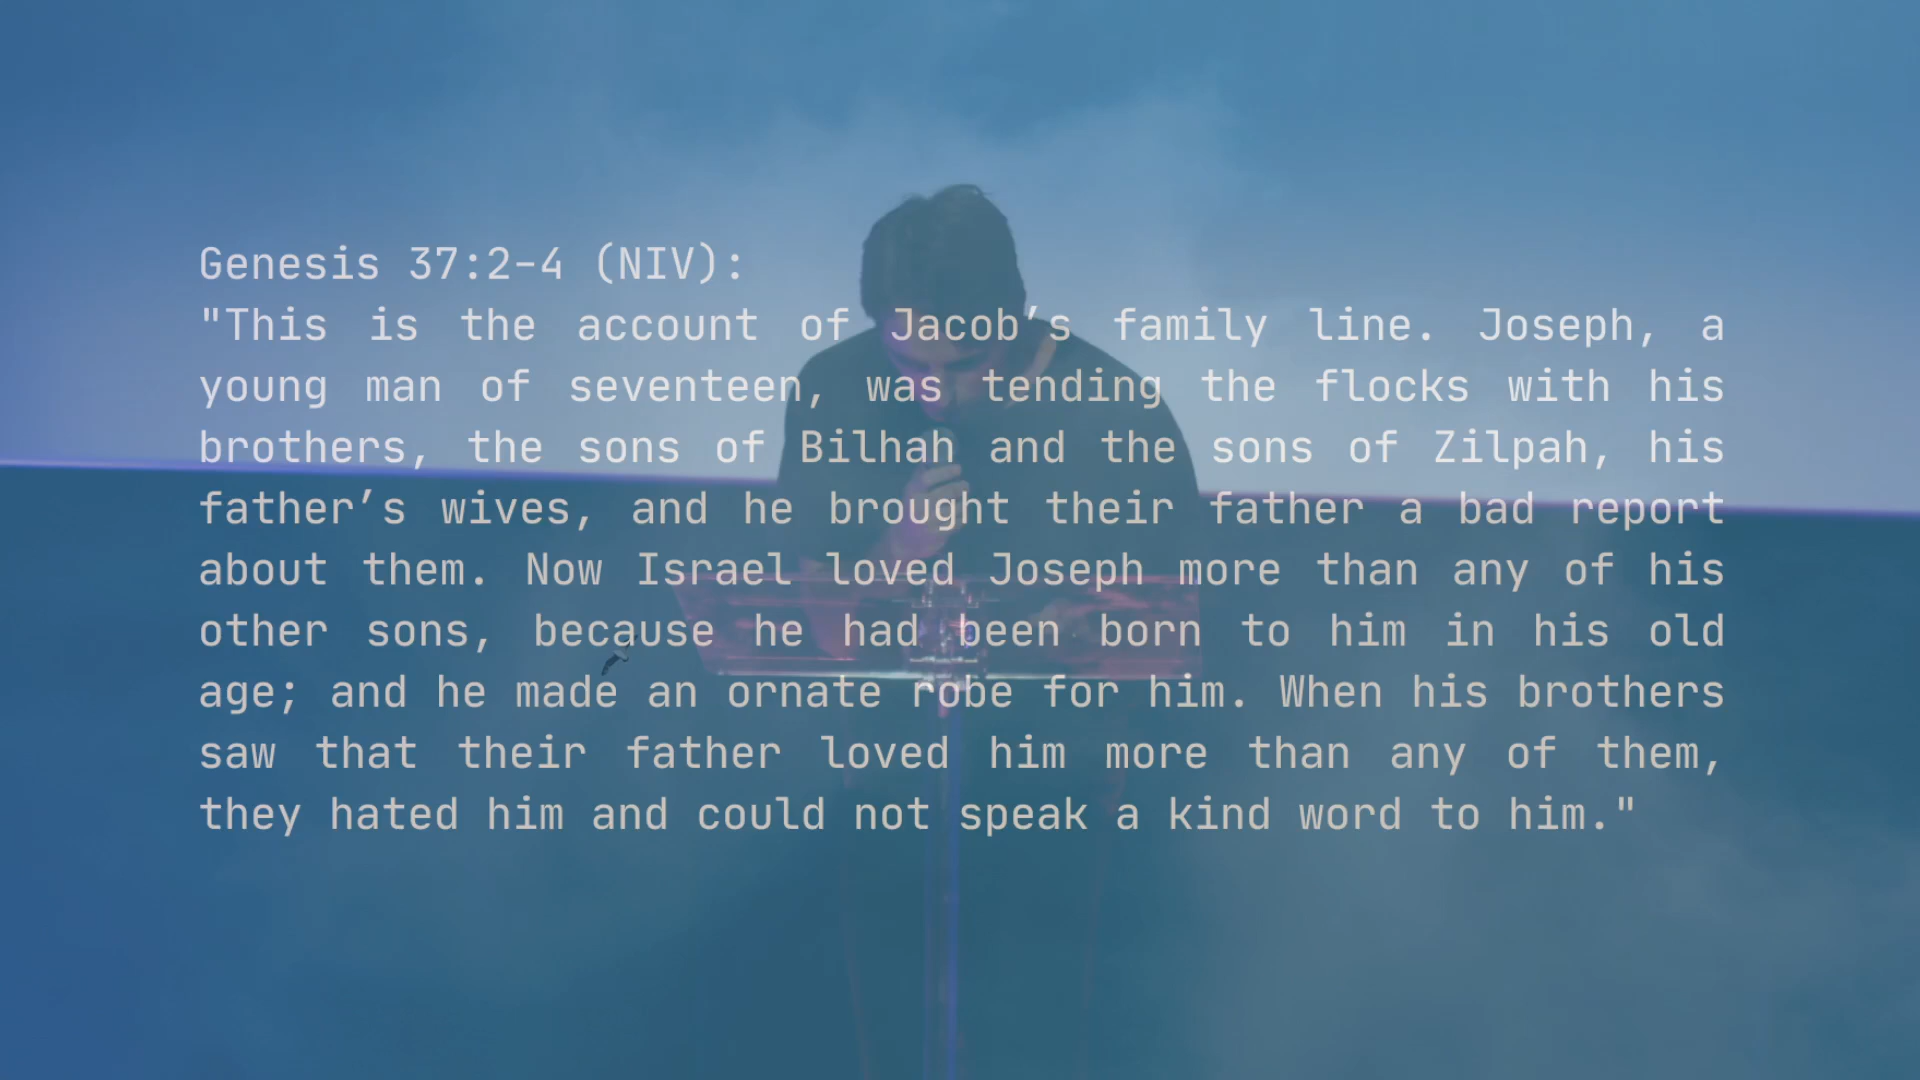 Genesis 37:2-4 (NIV):
"This is the account of Jacob’s family line. Joseph, a
young man of seventeen, was tending the flocks with his
brothers, the sons of Bilhah and the sons of Zilpah, his
father’s wives, and he brought their father a bad report
about them. Now Israel loved Joseph more than any of his
other sons, because he had been born to him in his old
age; and he made an ornate robe for him. When his brothers
saw that their father loved him more than any of them,
they hated him and could not speak a kind word to him."